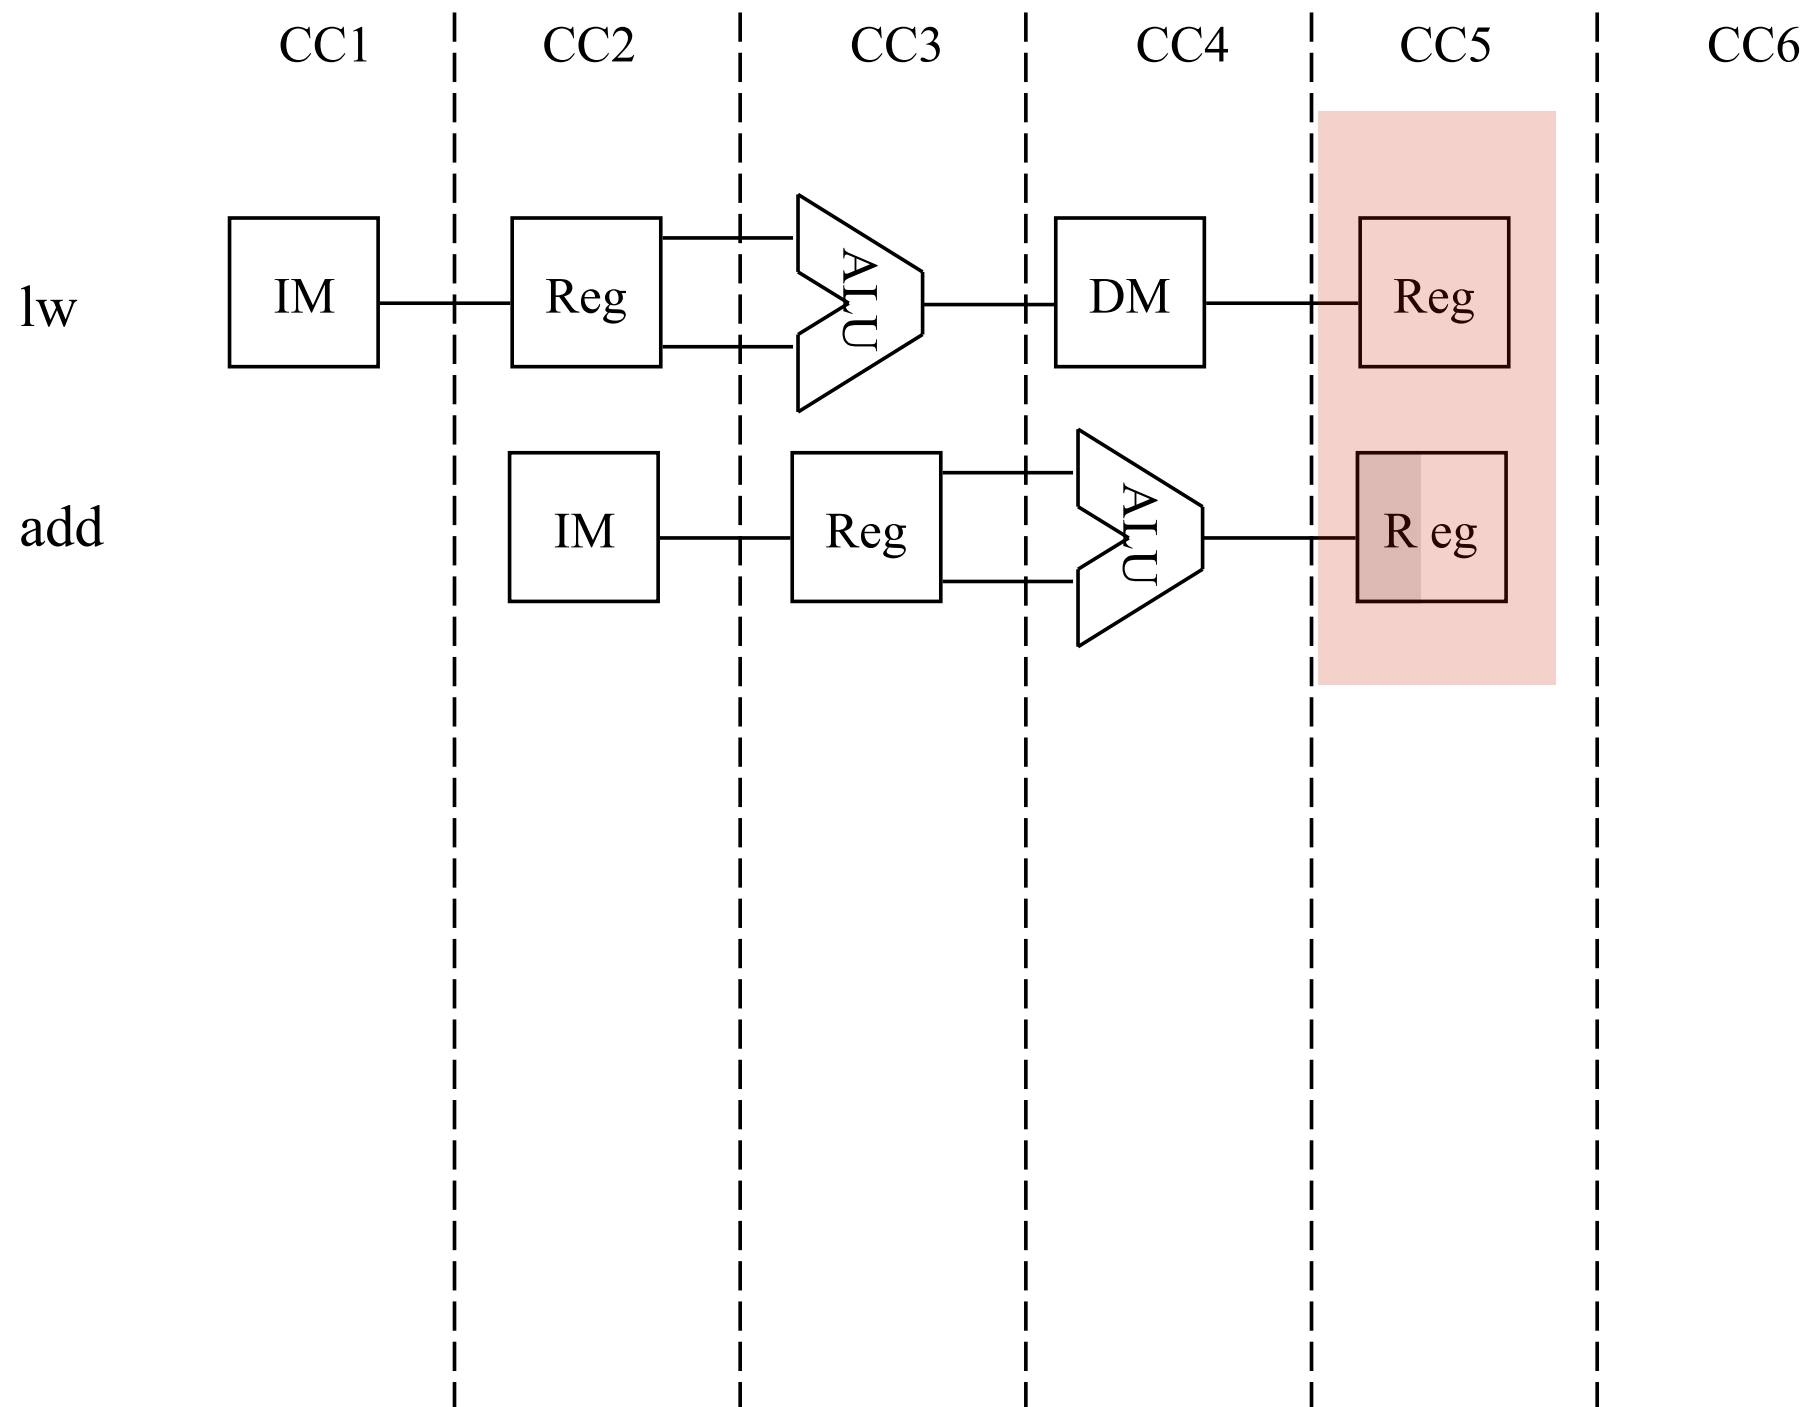 CC1 CC2 CC3 CC4 CC5 CC6
lw IM Reg ALU DM Reg
add IM Reg ALU R eg